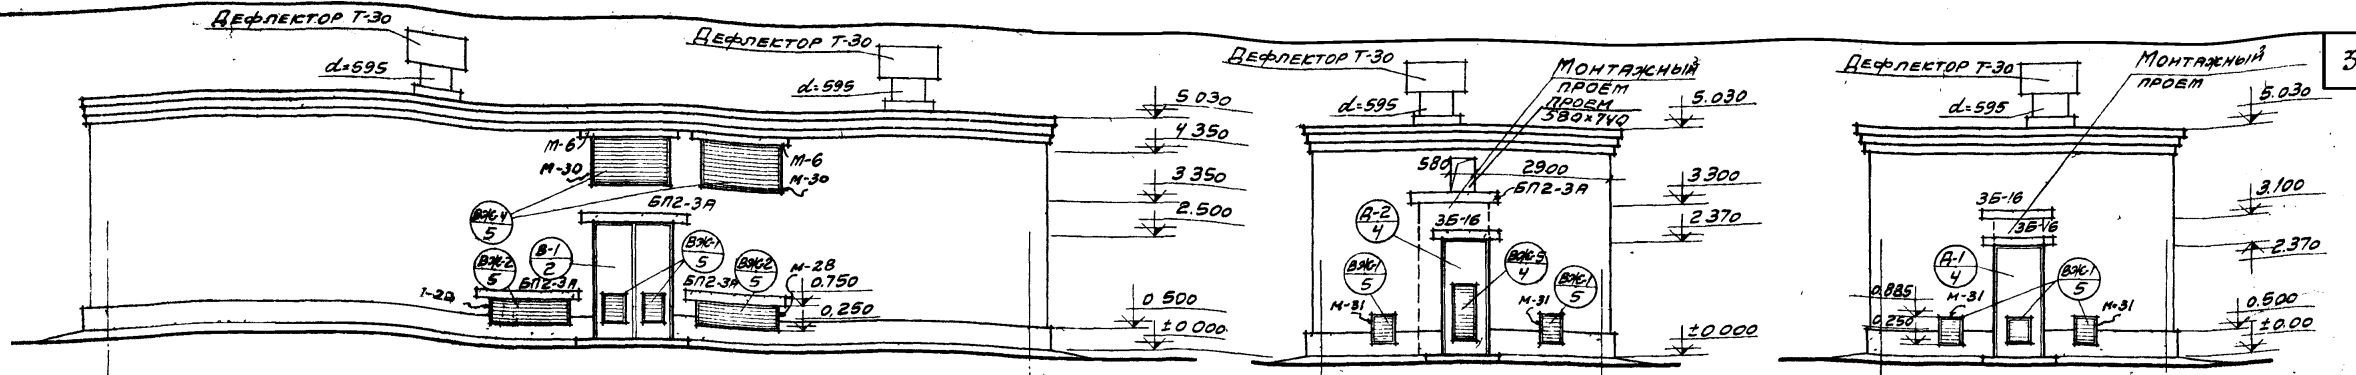 Дефлектор Т-30
d=595
Дефлектор Т-30
d=595
5.030
4.350
3.350
2.500
М-6
М-30
М-6
М-30
БП2-3А
ВЖ-4
5
ВЖ-2
5
В-1
2
ВЖ-1
5
ВЖ-2
5
БП2-3А
БП2-3А
М-28
0.750
0.250
0.500
±0.000
Дефлектор Т-30
d=595
Монтажный
проем
проем
580×740
5.030
580
2900
БП2-3А
3.300
2.370
3Б-16
Д-2
4
ВЖ-1
5
ВЖ-5
4
ВЖ-1
5
М-31
М-31
±0.000
Дефлектор Т-30
d=595
Монтажный
проем
5.030
3.100
2.370
3Б-16
3Б-16
Д-1
4
ВЖ-1
5
0.885
0.250
М-31
М-31
0.500
±0.00
3